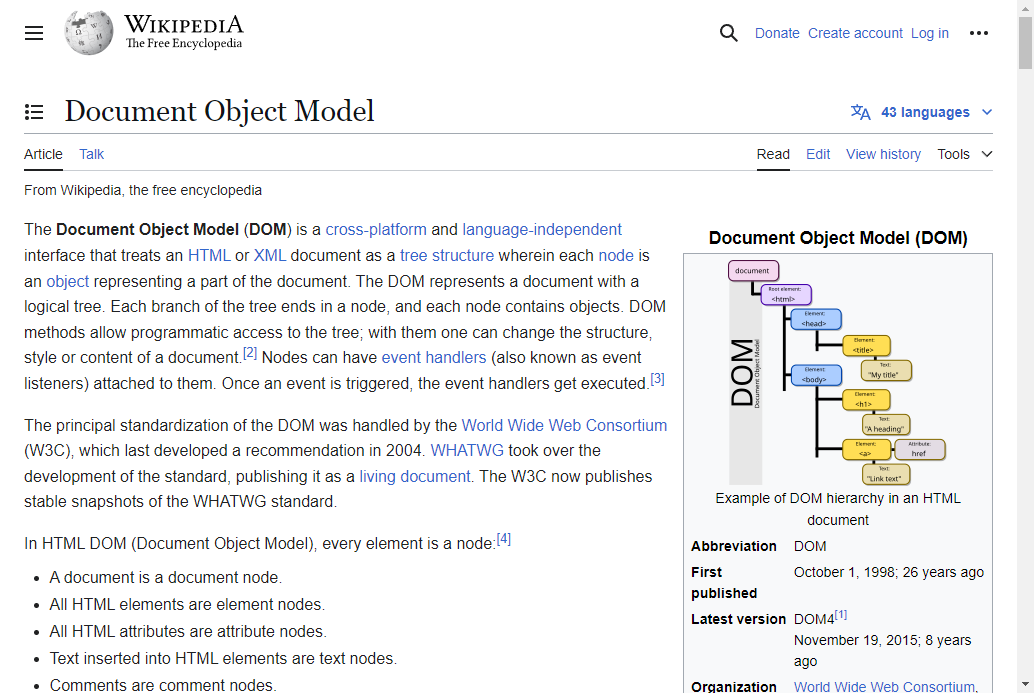 WIKIPEDIA
The Free Encyclopedia
Donate Create account Log in
Document Object Model
43 languages
Article Talk
Read Edit View history Tools
From Wikipedia, the free encyclopedia
The Document Object Model (DOM) is a cross-platform and language-independent
interface that treats an HTML or XML document as a tree structure wherein each node is
an object representing a part of the document. The DOM represents a document with a
logical tree. Each branch of the tree ends in a node, and each node contains objects. DOM
methods allow programmatic access to the tree; with them one can change the structure,
style or content of a document.[2] Nodes can have event handlers (also known as event
listeners) attached to them. Once an event is triggered, the event handlers get executed.[3]
The principal standardization of the DOM was handled by the World Wide Web Consortium
(W3C), which last developed a recommendation in 2004. WHATWG took over the
development of the standard, publishing it as a living document. The W3C now publishes
stable snapshots of the WHATWG standard.
In HTML DOM (Document Object Model), every element is a node:[4]
• A document is a document node.
• All HTML elements are element nodes.
• All HTML attributes are attribute nodes.
• Text inserted into HTML elements are text nodes.
• Comments are comment nodes.
Document Object Model (DOM)
DOM
Document Object Model
document
Root element:
<html>
Element:
<head>
Element:
<title>
Text:
"My title"
Element:
<body>
Element:
<h1>
Text:
"A heading"
Element:
<a>
Attribute:
href
Text:
"Link text"
Example of DOM hierarchy in an HTML
document
Abbreviation DOM
First October 1, 1998; 26 years ago
published
Latest version DOM4[1]
November 19, 2015; 8 years
ago
Organization World Wide Web Consortium,